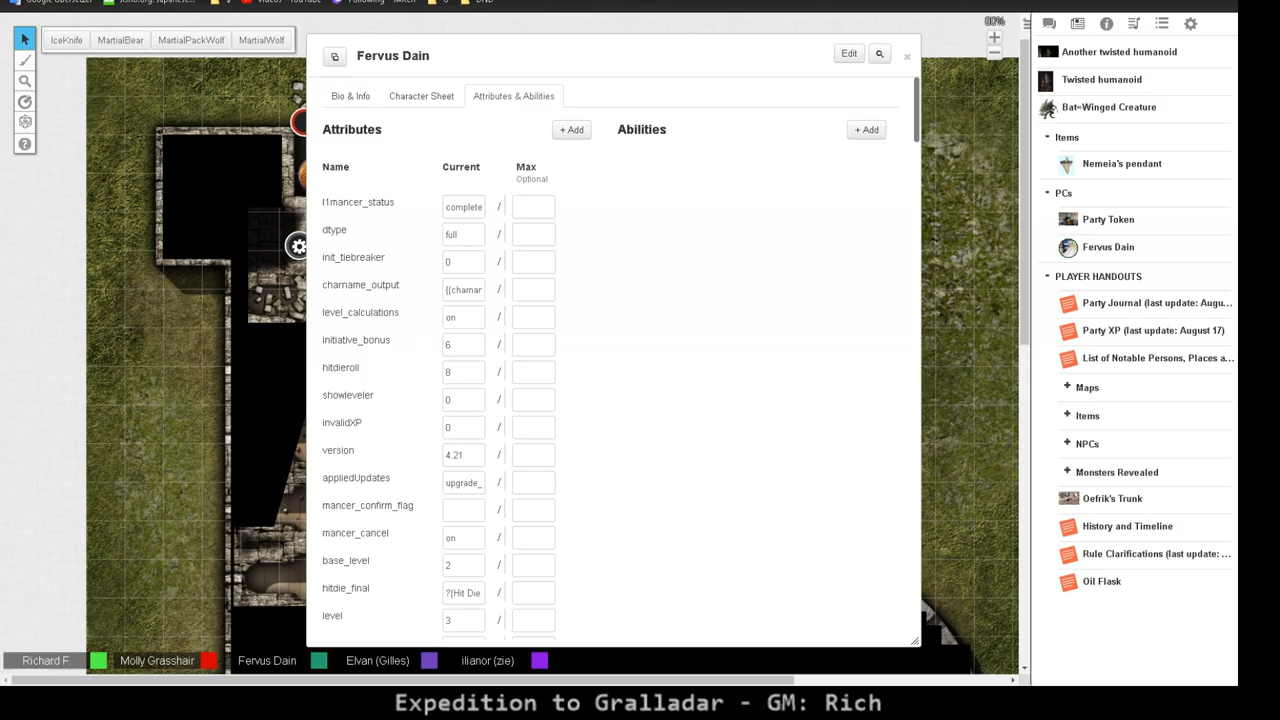 IceKnife
MartialBear
MartialPackWolf
MartialWolf
80%
Fervus Dain
Edit
Bio & Info
Character Sheet
Attributes & Abilities
Attributes
+ Add
Abilities
+ Add
Name
Current
Max
Optional
l1mancer_status complete /
dtype full /
init_tiebreaker 0 /
charname_output {{charnar /
level_calculations on /
initiative_bonus 6 /
hitdieroll 8 /
showleveler 0 /
invalidXP 0 /
version 4.21 /
appliedUpdates upgrade_ /
mancer_confirm_flag /
mancer_cancel on /
base_level 2 /
hitdie_final ?{Hit Die /
level 3 /
Another twisted humanoid
Twisted humanoid
Bat=Winged Creature
Items
Nemeia's pendant
PCs
Party Token
Fervus Dain
PLAYER HANDOUTS
Party Journal (last update: Augu...
Party XP (last update: August 17)
List of Notable Persons, Places a...
Maps
Items
NPCs
Monsters Revealed
Oefrik's Trunk
History and Timeline
Rule Clarifications (last update: ...
Oil Flask
Richard F.
Molly Grasshair
Fervus Dain
Elvan (Gilles)
ilianor (zie)
Expedition to Gralladar - GM: Rich